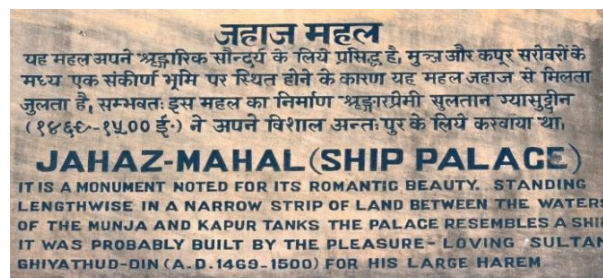 जहाज महल
यह महल अपने श्रृङ्गारिक सौन्दर्य के लिये प्रसिद्ध है, मुञ्ज और कपूर सरोवरों के
मध्य एक संकीर्ण भूमि पर स्थित होने के कारण यह महल जहाज से मिलता
जुलता है, सम्भवतः इस महल का निर्माण श्रृङ्गारप्रेमी सुलतान ग्यासुद्दीन
(१४६९-१५०० ई॰) ने अपने विशाल अन्तःपुर के लिये करवाया था,
JAHAZ-MAHAL (SHIP PALACE)
IT IS A MONUMENT NOTED FOR ITS ROMANTIC BEAUTY. STANDING
LENGTHWISE IN A NARROW STRIP OF LAND BETWEEN THE WATERS
OF THE MUNJA AND KAPUR TANKS THE PALACE RESEMBLES A SHIP
IT WAS PROBABLY BUILT BY THE PLEASURE-LOVING SULTAN
GHIYATHUD-DIN (A.D. 1469-1500) FOR HIS LARGE HAREM